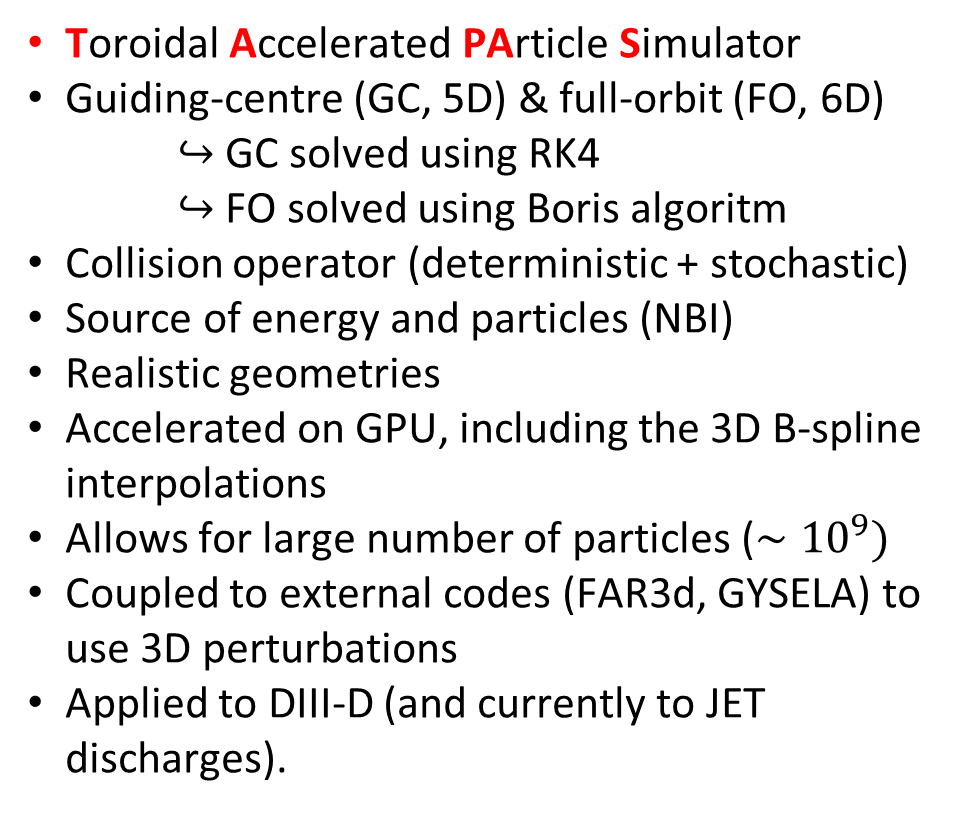 • Toroidal Accelerated PArticle Simulator
• Guiding-centre (GC, 5D) & full-orbit (FO, 6D)
↪ GC solved using RK4
↪ FO solved using Boris algoritm
• Collision operator (deterministic + stochastic)
• Source of energy and particles (NBI)
• Realistic geometries
• Accelerated on GPU, including the 3D B-spline
interpolations
• Allows for large number of particles (~ 10⁹)
• Coupled to external codes (FAR3d, GYSELA) to
use 3D perturbations
• Applied to DIII-D (and currently to JET
discharges).